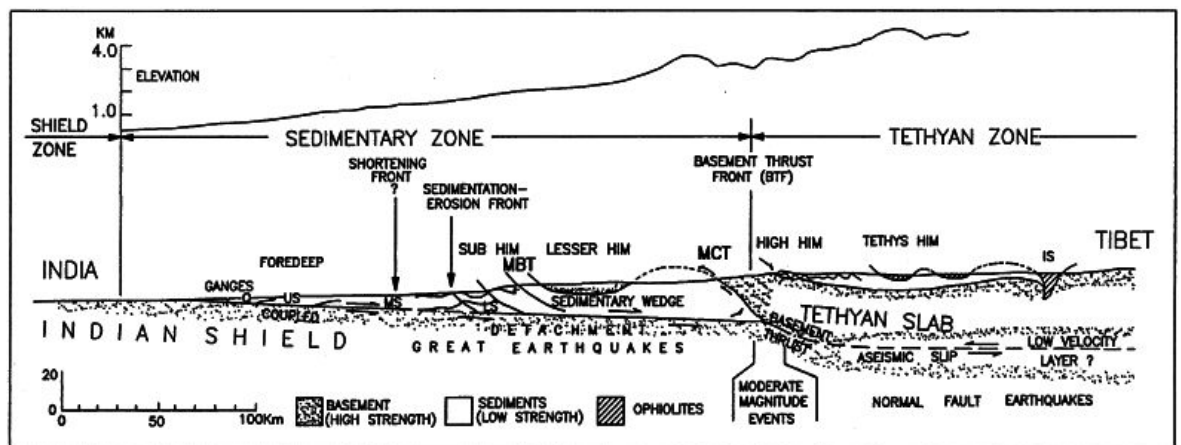 KM
4.0
ELEVATION
1.0
SHIELD
ZONE
SEDIMENTARY ZONE
TETHYAN ZONE
SHORTENING
FRONT
?
SEDIMENTATION-
EROSION FRONT
BASEMENT THRUST
FRONT (BTF)
SUB HIM
MBT
LESSER HIM
MCT
HIGH HIM
TETHYS HIM
IS
TIBET
INDIA
FOREDEEP
GANGES
US
MS
LS
SEDIMENTARY WEDGE
COUPLED
DETACHMENT
INDIAN SHIELD
GREAT EARTHQUAKES
BASEMENT
THRUST
TETHYAN SLAB
ASEISMIC SLIP
LOW VELOCITY
LAYER ?
20
0
0
50
100Km
BASEMENT
(HIGH STRENGTH)
SEDIMENTS
(LOW STRENGTH)
OPHIOLITES
MODERATE
MAGNITUDE
EVENTS
NORMAL FAULT EARTHQUAKES